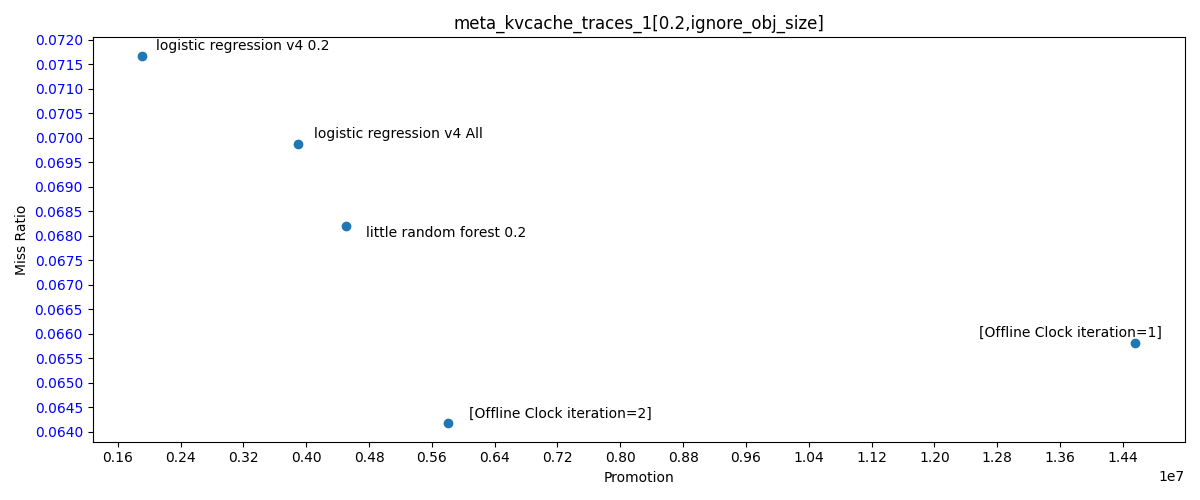 meta_kvcache_traces_1[0.2,ignore_obj_size]
0.0720
logistic regression v4 0.2
0.0715
0.0710
0.0705
logistic regression v4 All
0.0700
0.0695
0.0690
0.0685
little random forest 0.2
0.0680
0.0675
0.0670
0.0665
0.0660
[Offline Clock iteration=1]
0.0655
0.0650
0.0645
[Offline Clock iteration=2]
0.0640
Miss Ratio
0.16 0.24 0.32 0.40 0.48 0.56 0.64 0.72 0.80 0.88 0.96 1.04 1.12 1.20 1.28 1.36 1.44
Promotion
1e7